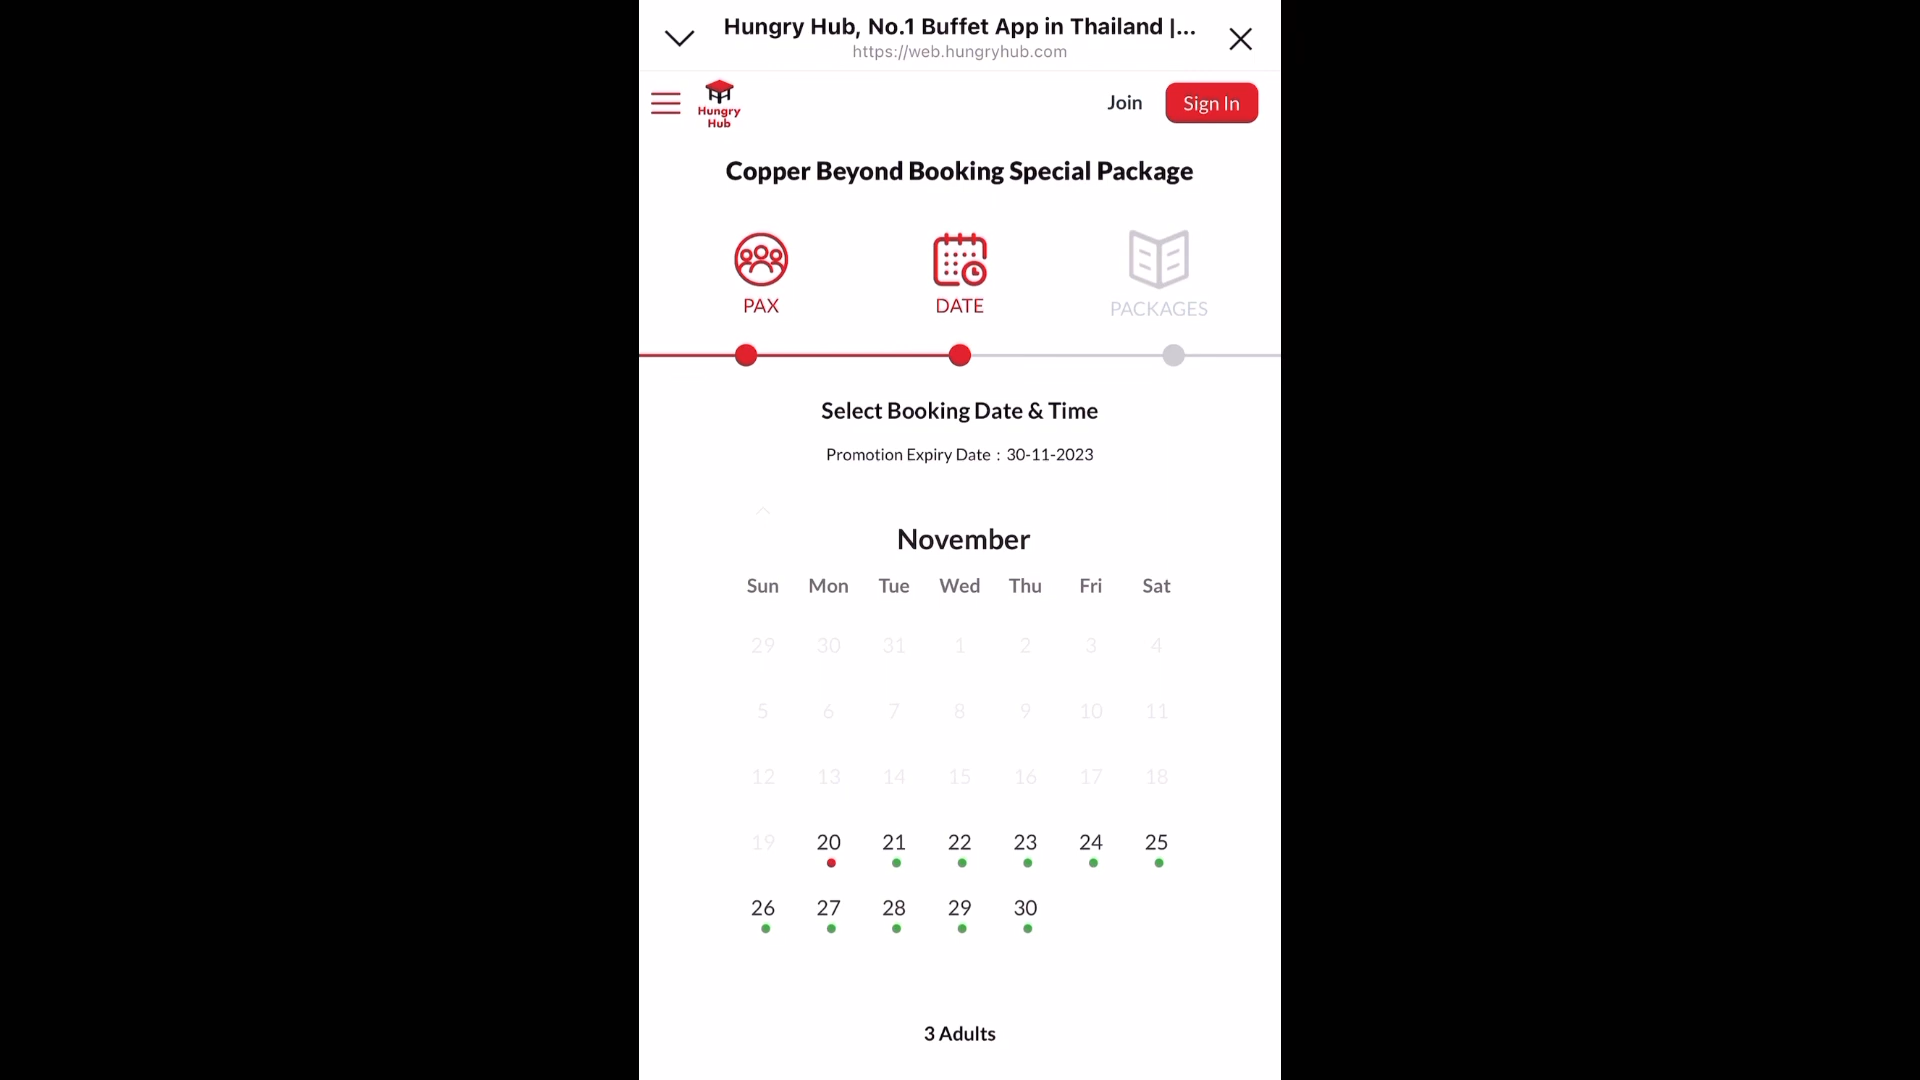 Hungry Hub, No.1 Buffet App in Thailand |...
https://web.hungryhub.com
Hungry
Hub
Join
Sign In
Copper Beyond Booking Special Package
PAX
DATE
PACKAGES
Select Booking Date & Time
Promotion Expiry Date : 30-11-2023
November
Sun Mon Tue Wed Thu Fri Sat
29 30 31 1 2 3 4
5 6 7 8 9 10 11
12 13 14 15 16 17 18
19 20 21 22 23 24 25
26 27 28 29 30
3 Adults